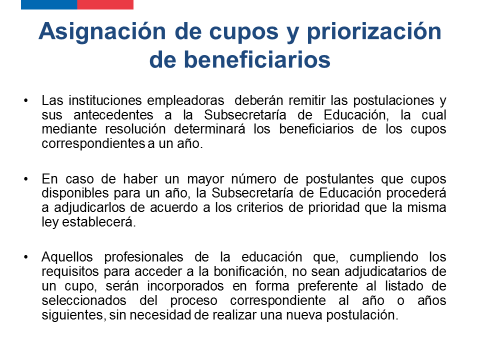 Asignación de cupos y priorización
de beneficiarios
• Las instituciones empleadoras deberán remitir las postulaciones y
sus antecedentes a la Subsecretaría de Educación, la cual
mediante resolución determinará los beneficiarios de los cupos
correspondientes a un año.
• En caso de haber un mayor número de postulantes que cupos
disponibles para un año, la Subsecretaría de Educación procederá
a adjudicarlos de acuerdo a los criterios de prioridad que la misma
ley establecerá.
• Aquellos profesionales de la educación que, cumpliendo los
requisitos para acceder a la bonificación, no sean adjudicatarios de
un cupo, serán incorporados en forma preferente al listado de
seleccionados del proceso correspondiente al año o años
siguientes, sin necesidad de realizar una nueva postulación.